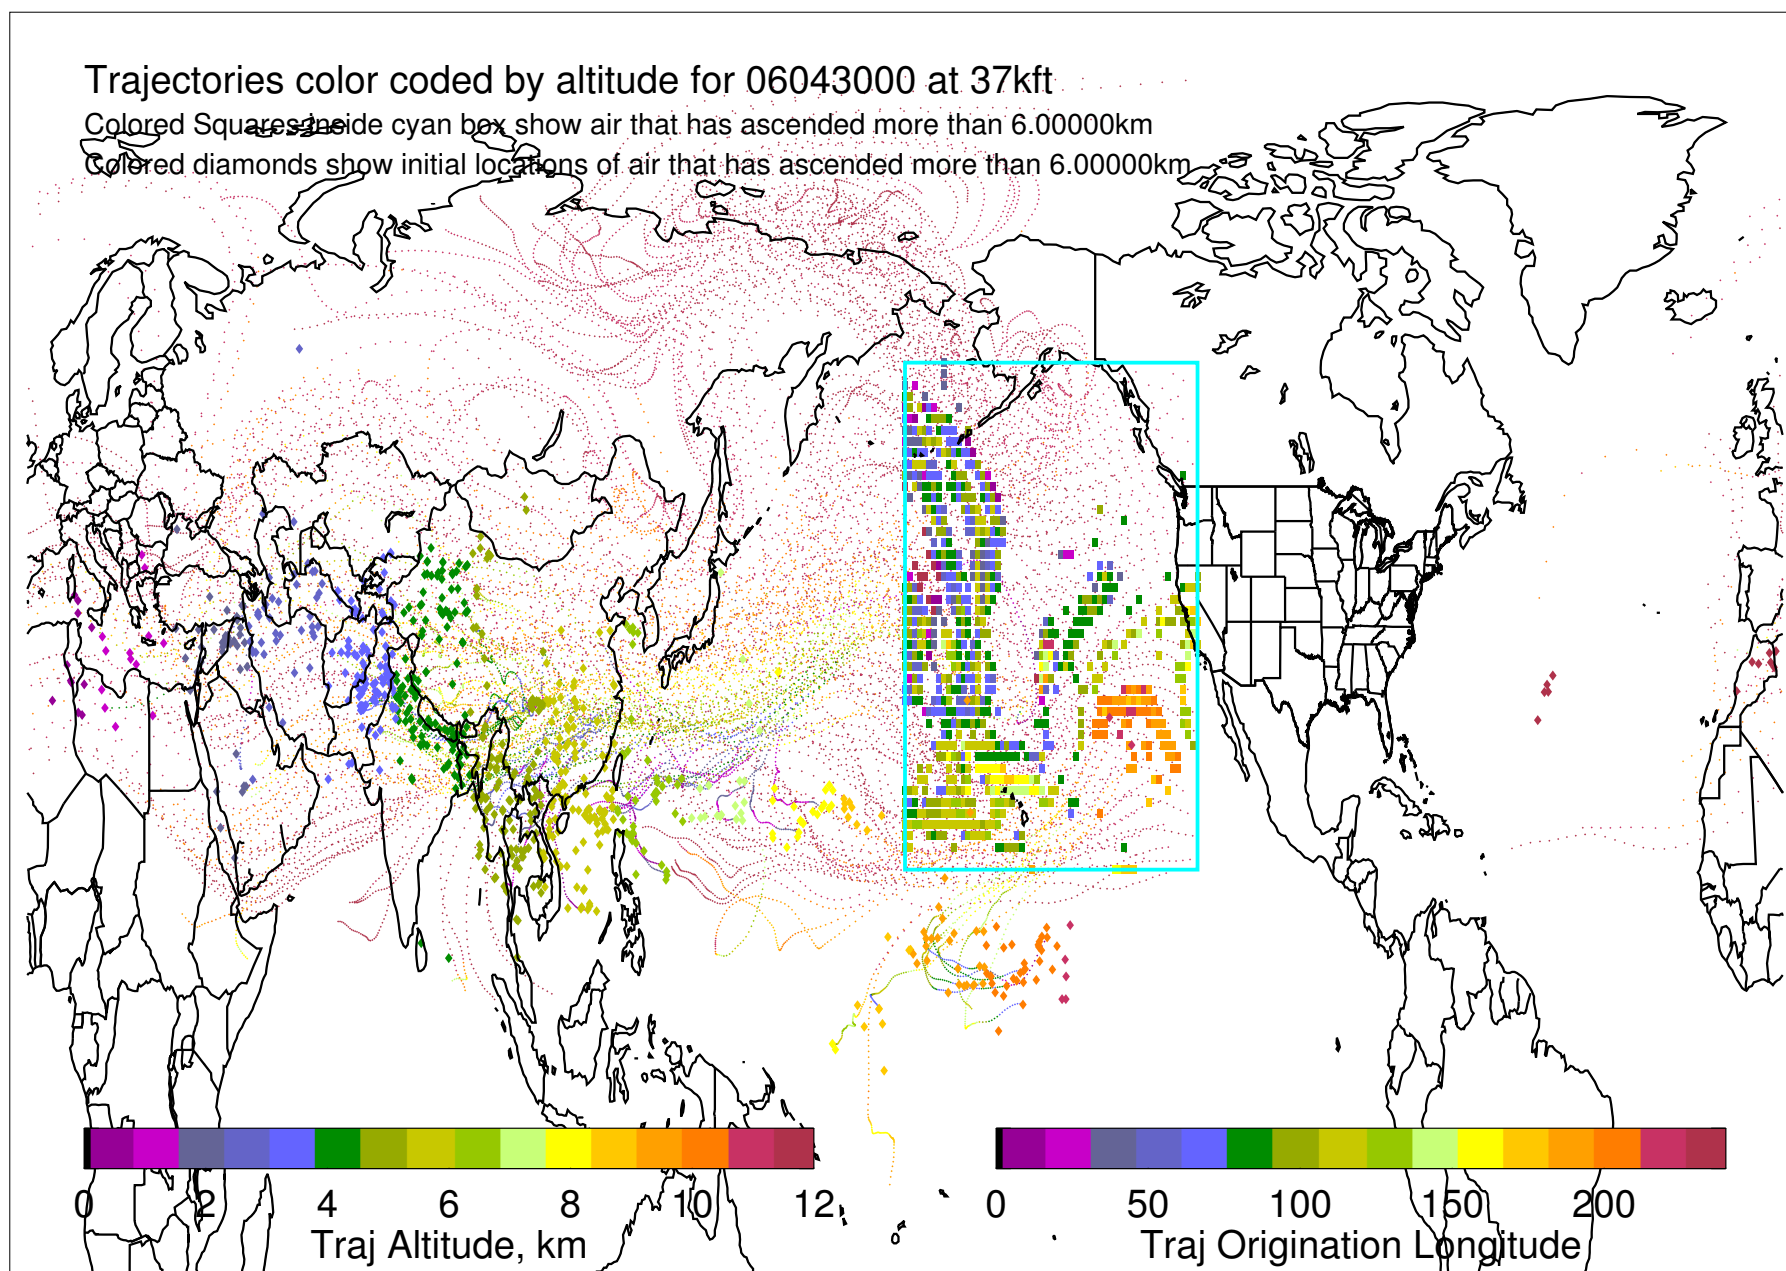 Trajectories color coded by altitude for 06043000 at 37kft
Colored Squares inside cyan box show air that has ascended more than 6.00000km
Colored diamonds show initial locations of air that has ascended more than 6.00000km
0 2 4 6 8 10 12
Traj Altitude, km
0 50 100 150 200
Traj Origination Longitude